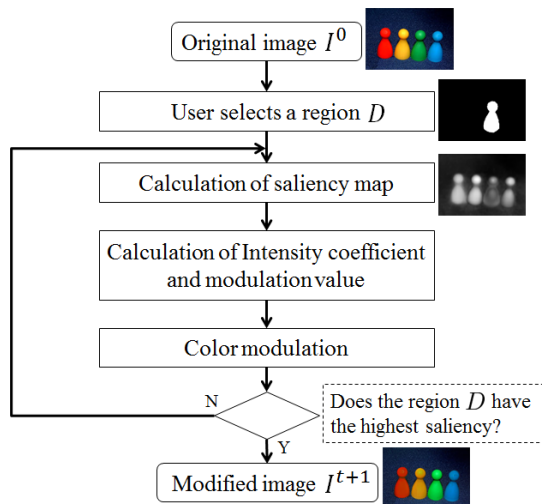 Original image I^0
User selects a region D
Calculation of saliency map
Calculation of Intensity coefficient
and modulation value
Color modulation
N
Does the region D have
the highest saliency?
Y
Modified image I^{t+1}